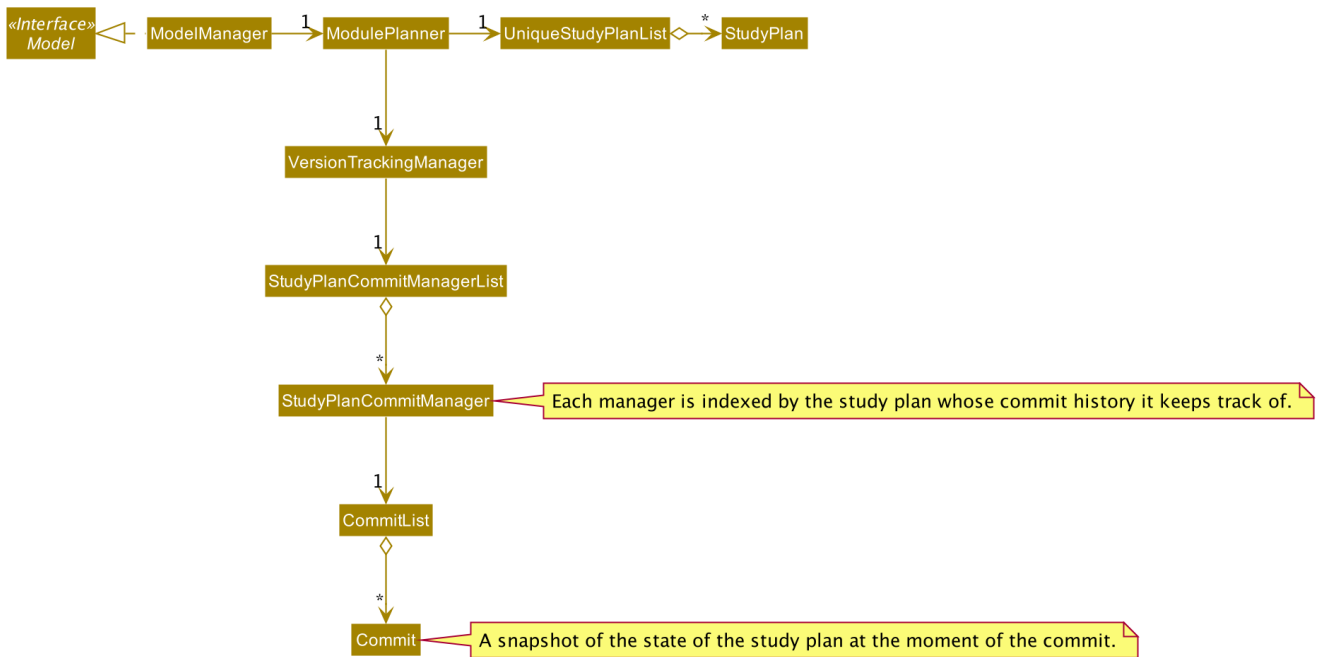 «Interface»
Model
ModelManager
1
ModulePlanner
1
UniqueStudyPlanList
*
StudyPlan
1
VersionTrackingManager
1
StudyPlanCommitManagerList
*
StudyPlanCommitManager
Each manager is indexed by the study plan whose commit history it keeps track of.
1
CommitList
*
Commit
A snapshot of the state of the study plan at the moment of the commit.